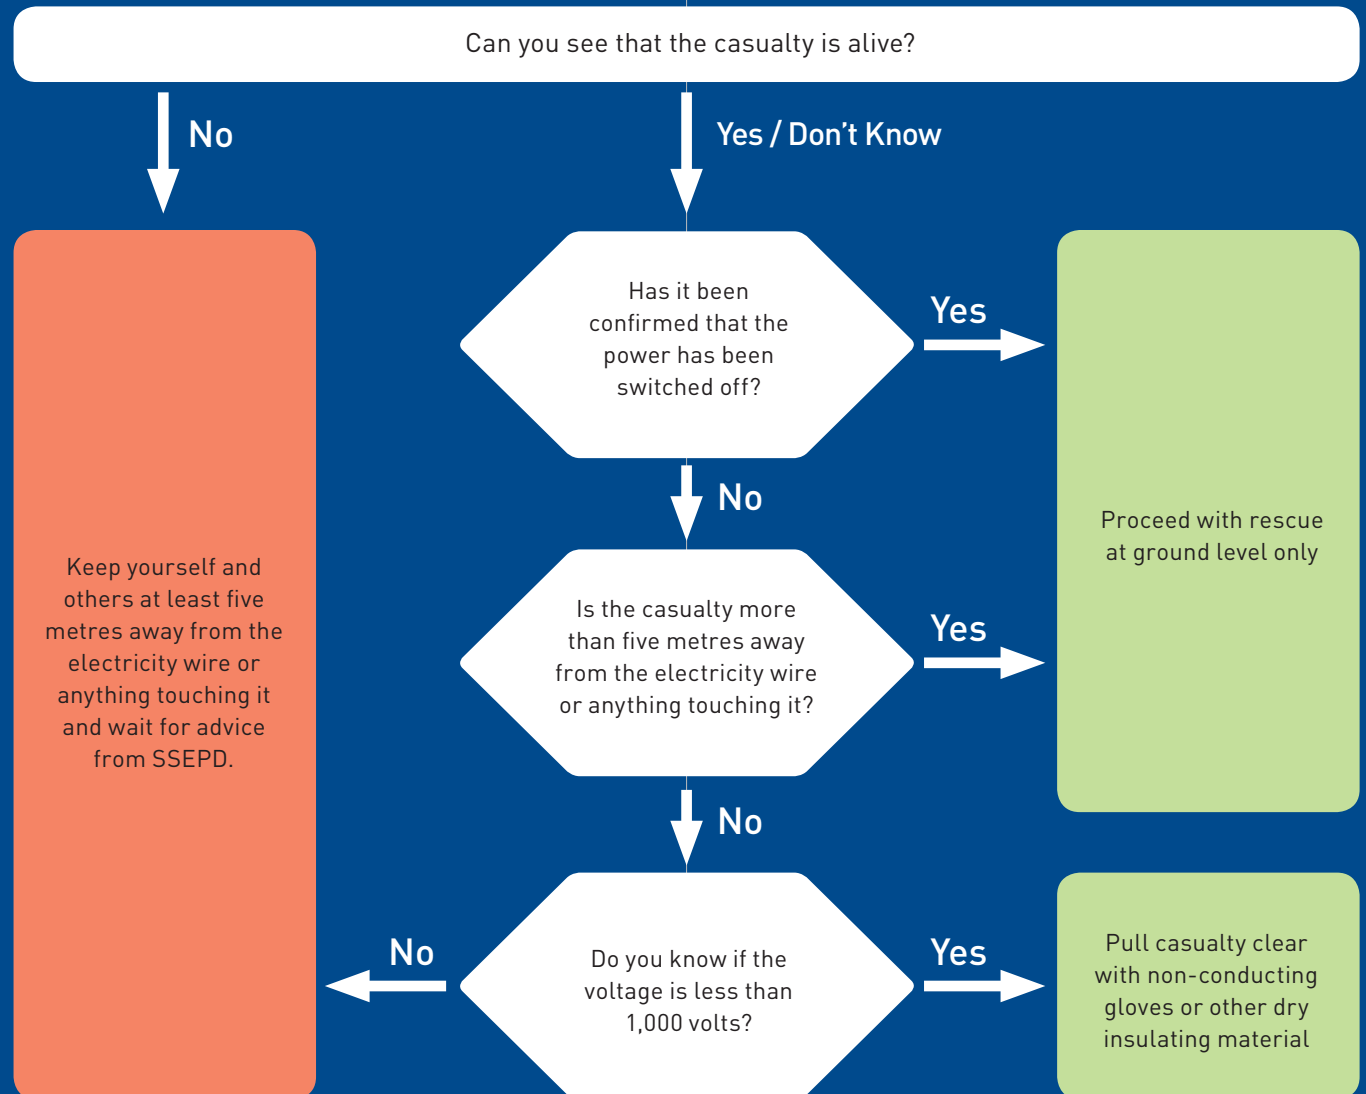 Can you see that the casualty is alive?
No
Yes / Don't Know
Has it been
confirmed that the
power has been
switched off?
Yes
No
Proceed with rescue
at ground level only
Keep yourself and
others at least five
metres away from the
electricity wire or
anything touching it
and wait for advice
from SSEPD.
Is the casualty more
than five metres away
from the electricity wire
or anything touching it?
Yes
No
Do you know if the
voltage is less than
1,000 volts?
No
Yes
Pull casualty clear
with non-conducting
gloves or other dry
insulating material